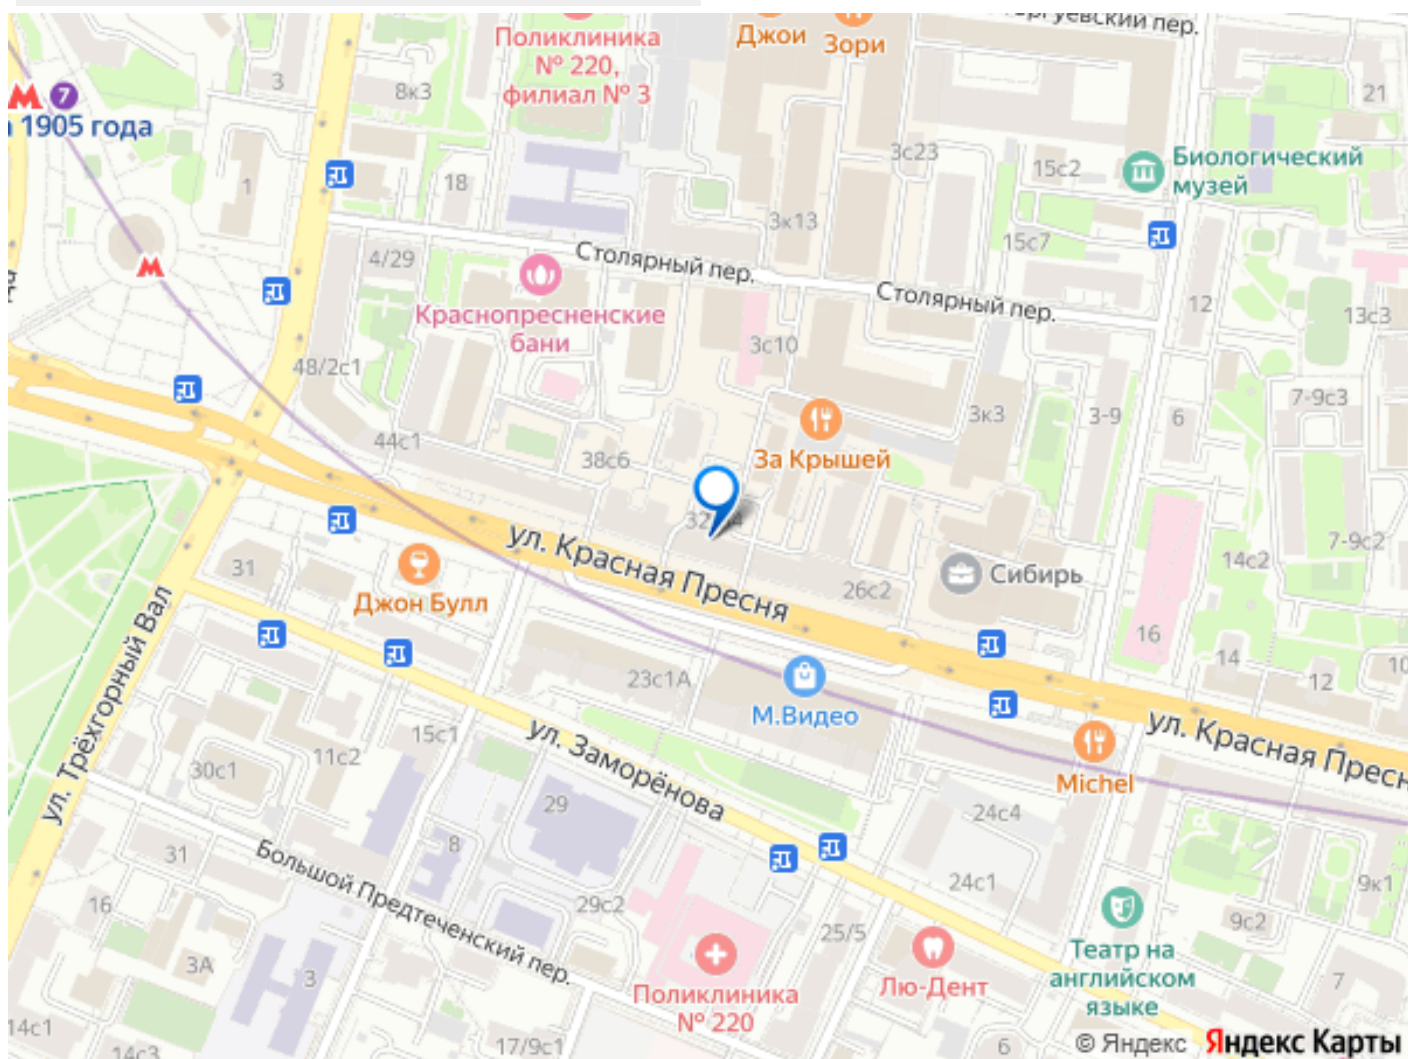 Поликлиника
№ 220,
филиал № 3
Джои
Зори
пер.
21
3
8к3
7
1905 года
1
18
3с23
15с2
Биологический
музей
3к13
15с7
4/29
Столярный пер.
Столярный пер.
12
13с3
Краснопресненские
бани
3с10
48/2с1
7-9с3
3к3
3-9
6
44с1
38с6
За Крышей
7-9с2
14с2
ул. Красная Пресня
31
Джон Булл
Сибирь
26с2
16
14
10
12
23с1А
М.Видео
ул. Трёхгорный Вал
15с1
ул. Заморёнова
ул. Красная Пресн
11с2
30с1
Michel
29
24с4
8
31
Большой Предтеченский пер.
24с1
9к1
16
29с2
25/5
9с2
3А
3
Театр на
английском
языке
7
Лю-Дент
Поликлиника
№ 220
14с1
14с3
17/9с1
6
© Яндекс Яндекс Карты